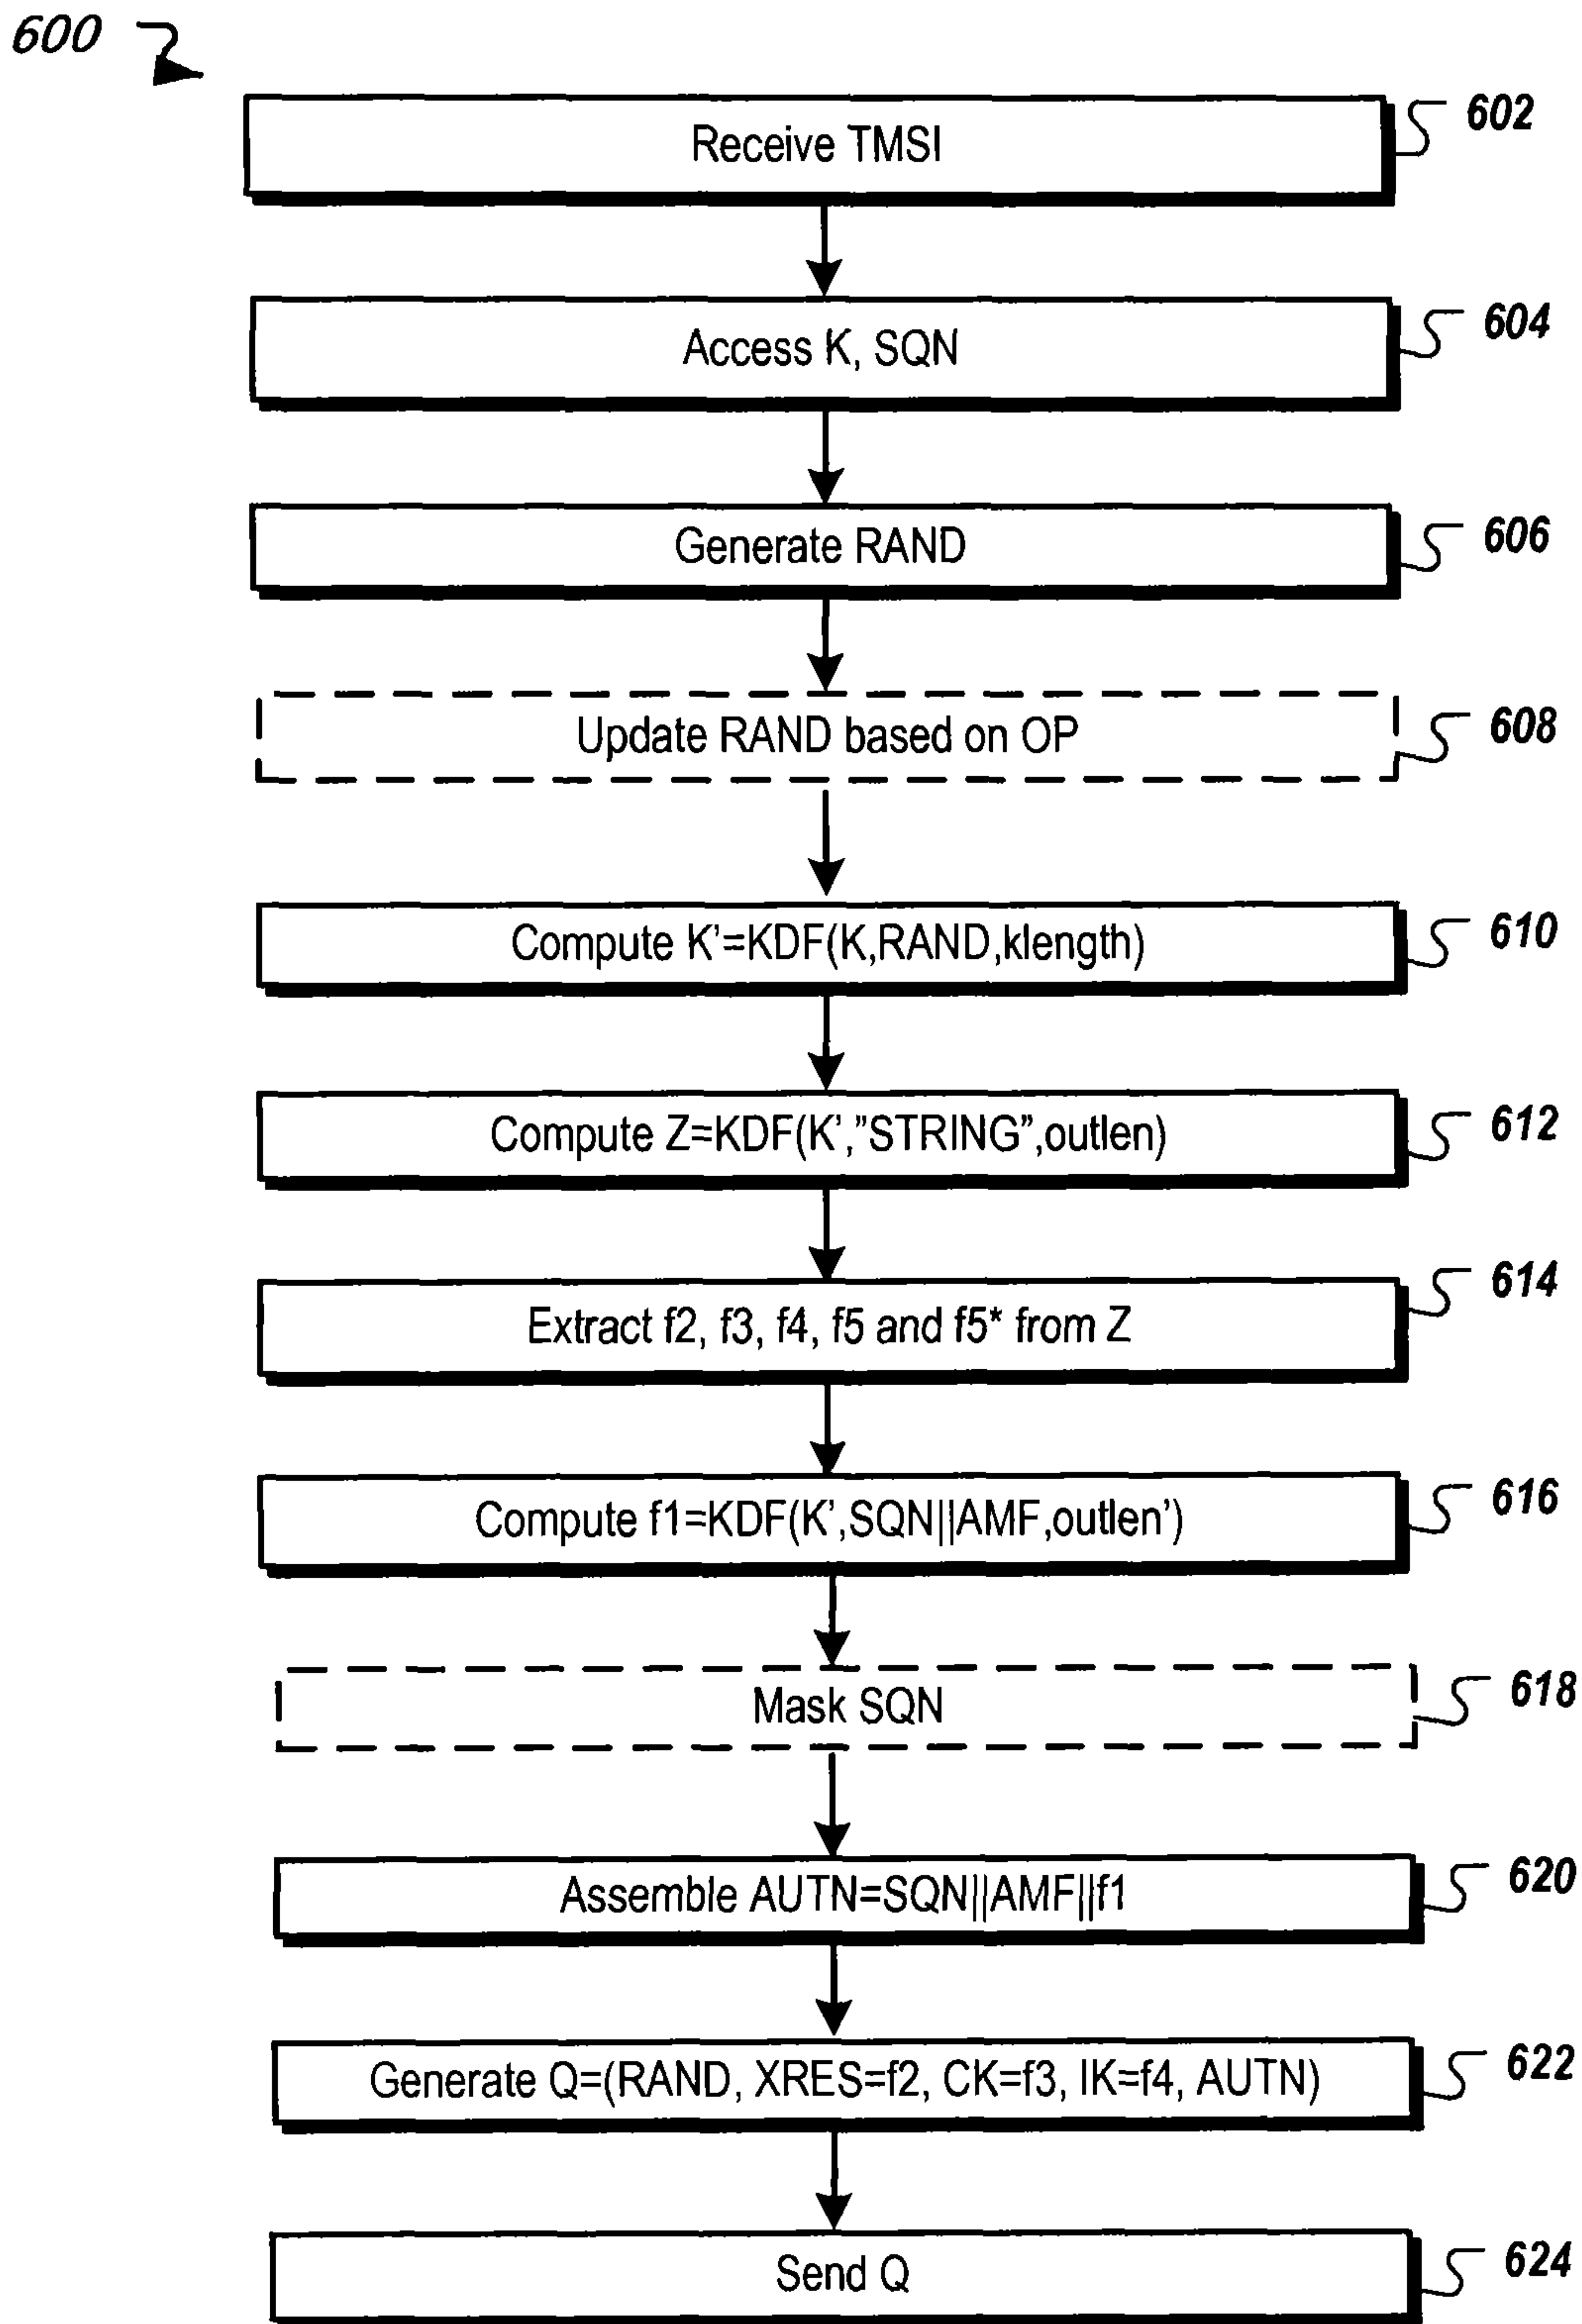 600
Receive TMSI 602
Access K, SQN 604
Generate RAND 606
Update RAND based on OP 608
Compute K'=KDF(K,RAND,klength) 610
Compute Z=KDF(K',"STRING",outlen) 612
Extract f2, f3, f4, f5 and f5* from Z 614
Compute f1=KDF(K',SQN||AMF,outlen') 616
Mask SQN 618
Assemble AUTN=SQN||AMF||f1 620
Generate Q=(RAND, XRES=f2, CK=f3, IK=f4, AUTN) 622
Send Q 624